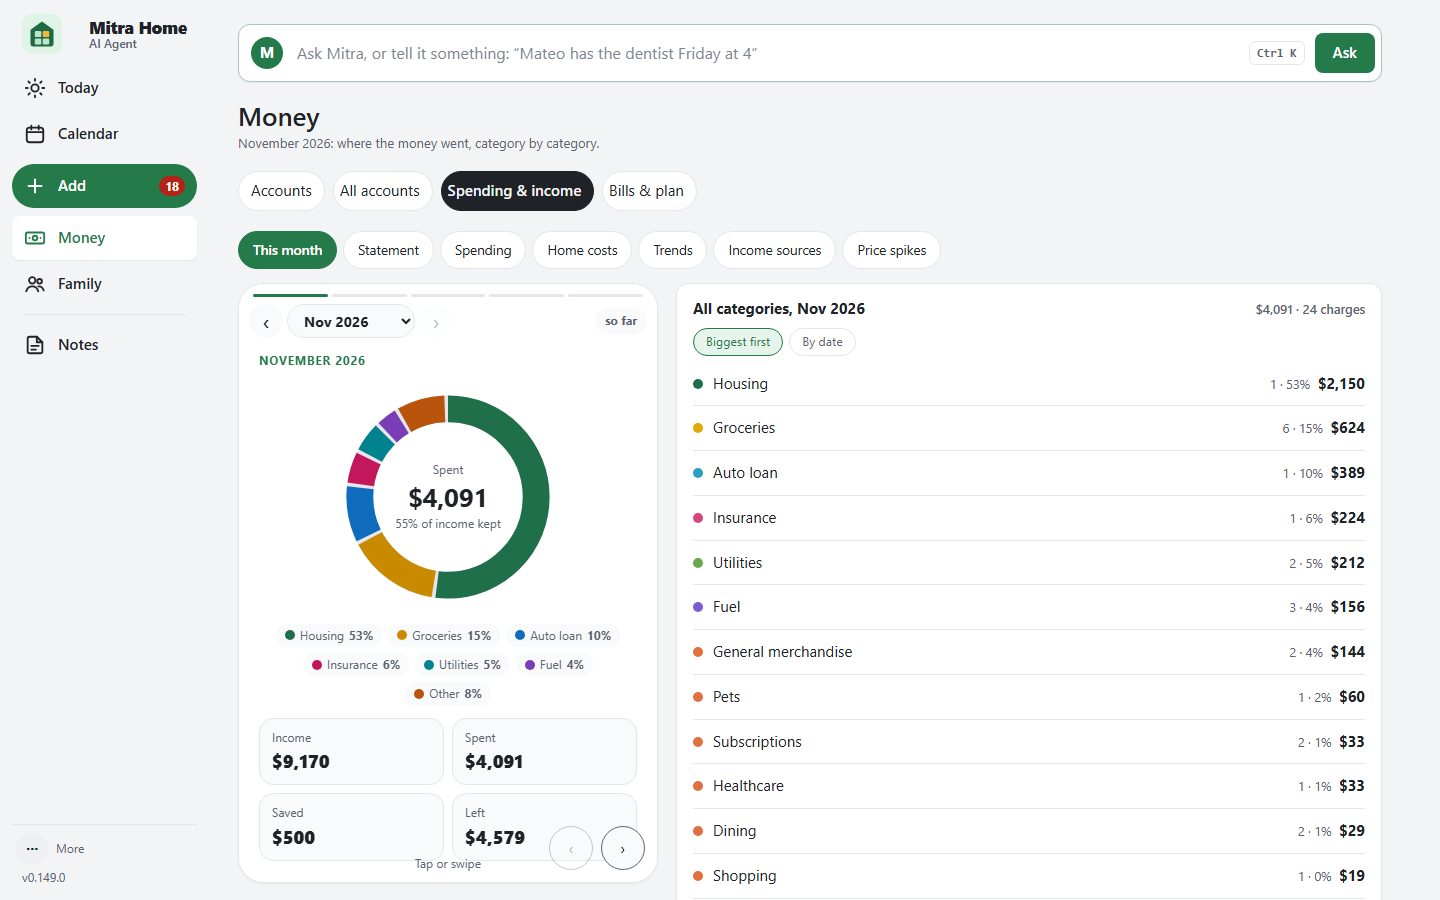 Mitra Home
AI Agent
Today
Calendar
Add 18
Money
Family
Notes
More
v0.149.0
M Ask Mitra, or tell it something: “Mateo has the dentist Friday at 4” Ctrl K Ask
Money
November 2026: where the money went, category by category.
Accounts All accounts Spending & income Bills & plan
This month Statement Spending Home costs Trends Income sources Price spikes
‹ Nov 2026 › so far
NOVEMBER 2026
Spent
$4,091
55% of income kept
Housing 53% Groceries 15% Auto loan 10%
Insurance 6% Utilities 5% Fuel 4%
Other 8%
Income Spent
$9,170 $4,091
Saved Left
$500 $4,579
Tap or swipe
‹ ›
All categories, Nov 2026 $4,091 · 24 charges
Biggest first By date
Housing 1 · 53% $2,150
Groceries 6 · 15% $624
Auto loan 1 · 10% $389
Insurance 1 · 6% $224
Utilities 2 · 5% $212
Fuel 3 · 4% $156
General merchandise 2 · 4% $144
Pets 1 · 2% $60
Subscriptions 2 · 1% $33
Healthcare 1 · 1% $33
Dining 2 · 1% $29
Shopping 1 · 0% $19